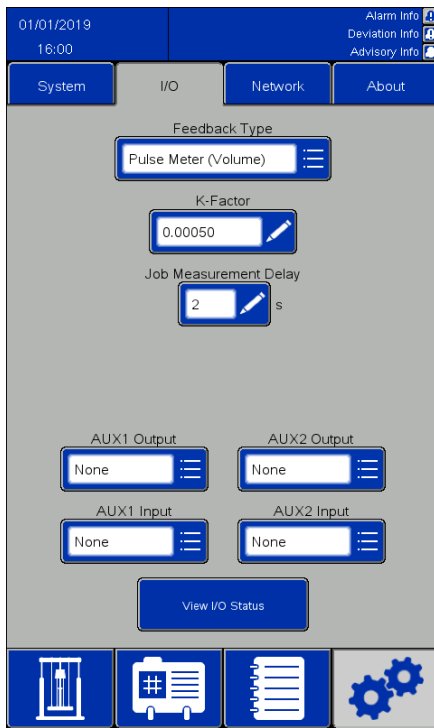 01/01/2019
16:00
Alarm Info
Deviation Info
Advisory Info
System
I/O
Network
About
Feedback Type
Pulse Meter (Volume)
K-Factor
0.00050
Job Measurement Delay
2 s
AUX1 Output
AUX2 Output
None
None
AUX1 Input
AUX2 Input
None
None
View I/O Status